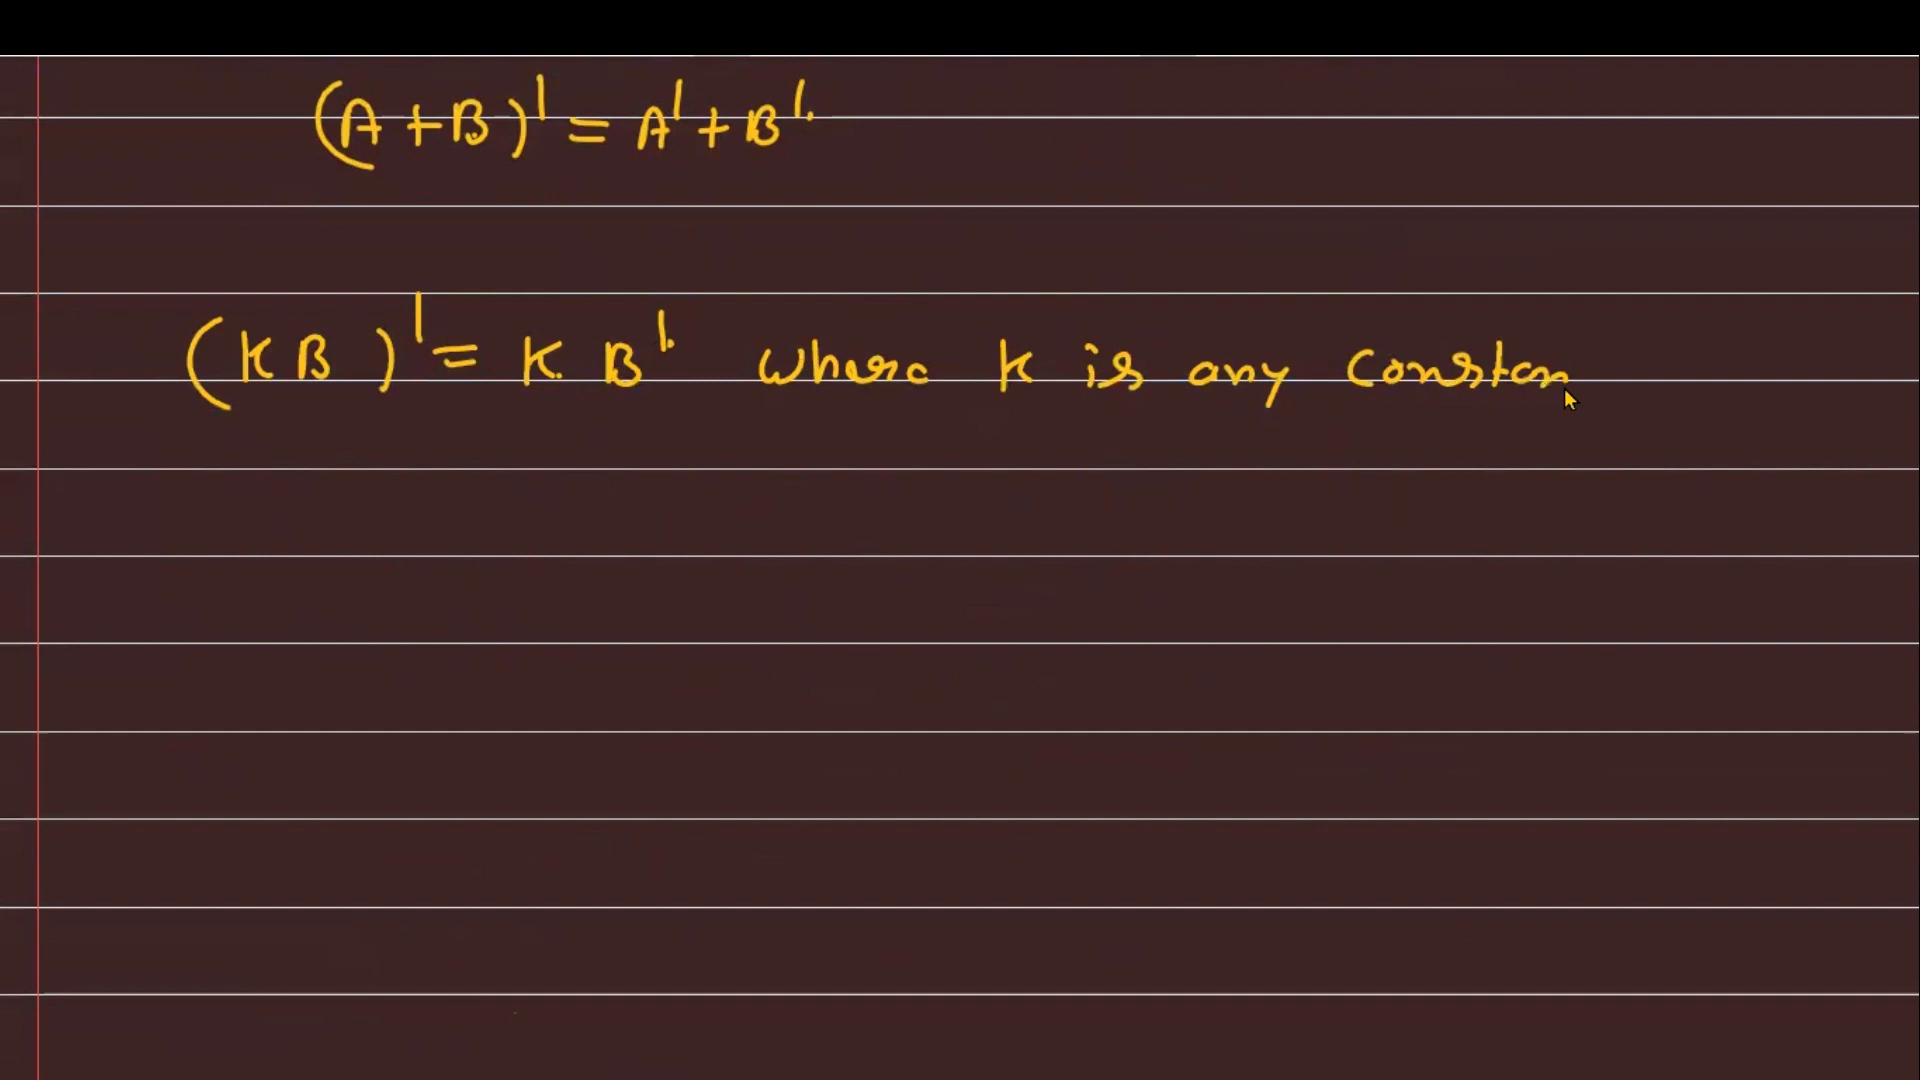 (A+B)' = A' + B'.
(KB)' = K B'. where K is any Constan